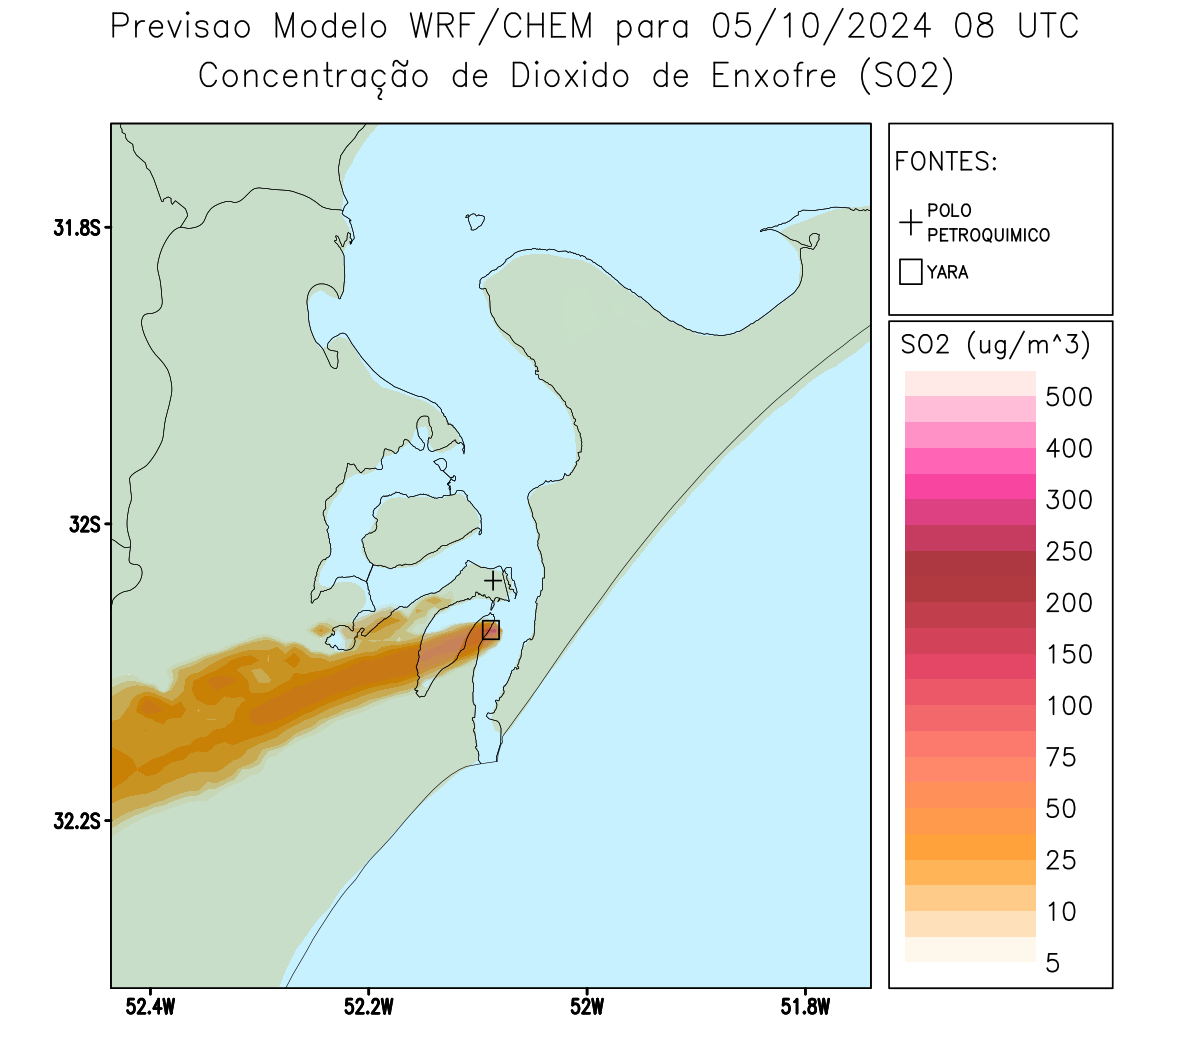 Previsao Modelo WRF/CHEM para 05/10/2024 08 UTC
Concentração de Dioxido de Enxofre (SO2)
FONTES:
POLO
PETROQUIMICO
YARA
SO2 (ug/m^3)
500
400
300
250
200
150
100
75
50
25
10
5
31.8S
32S
32.2S
52.4W
52.2W
52W
51.8W